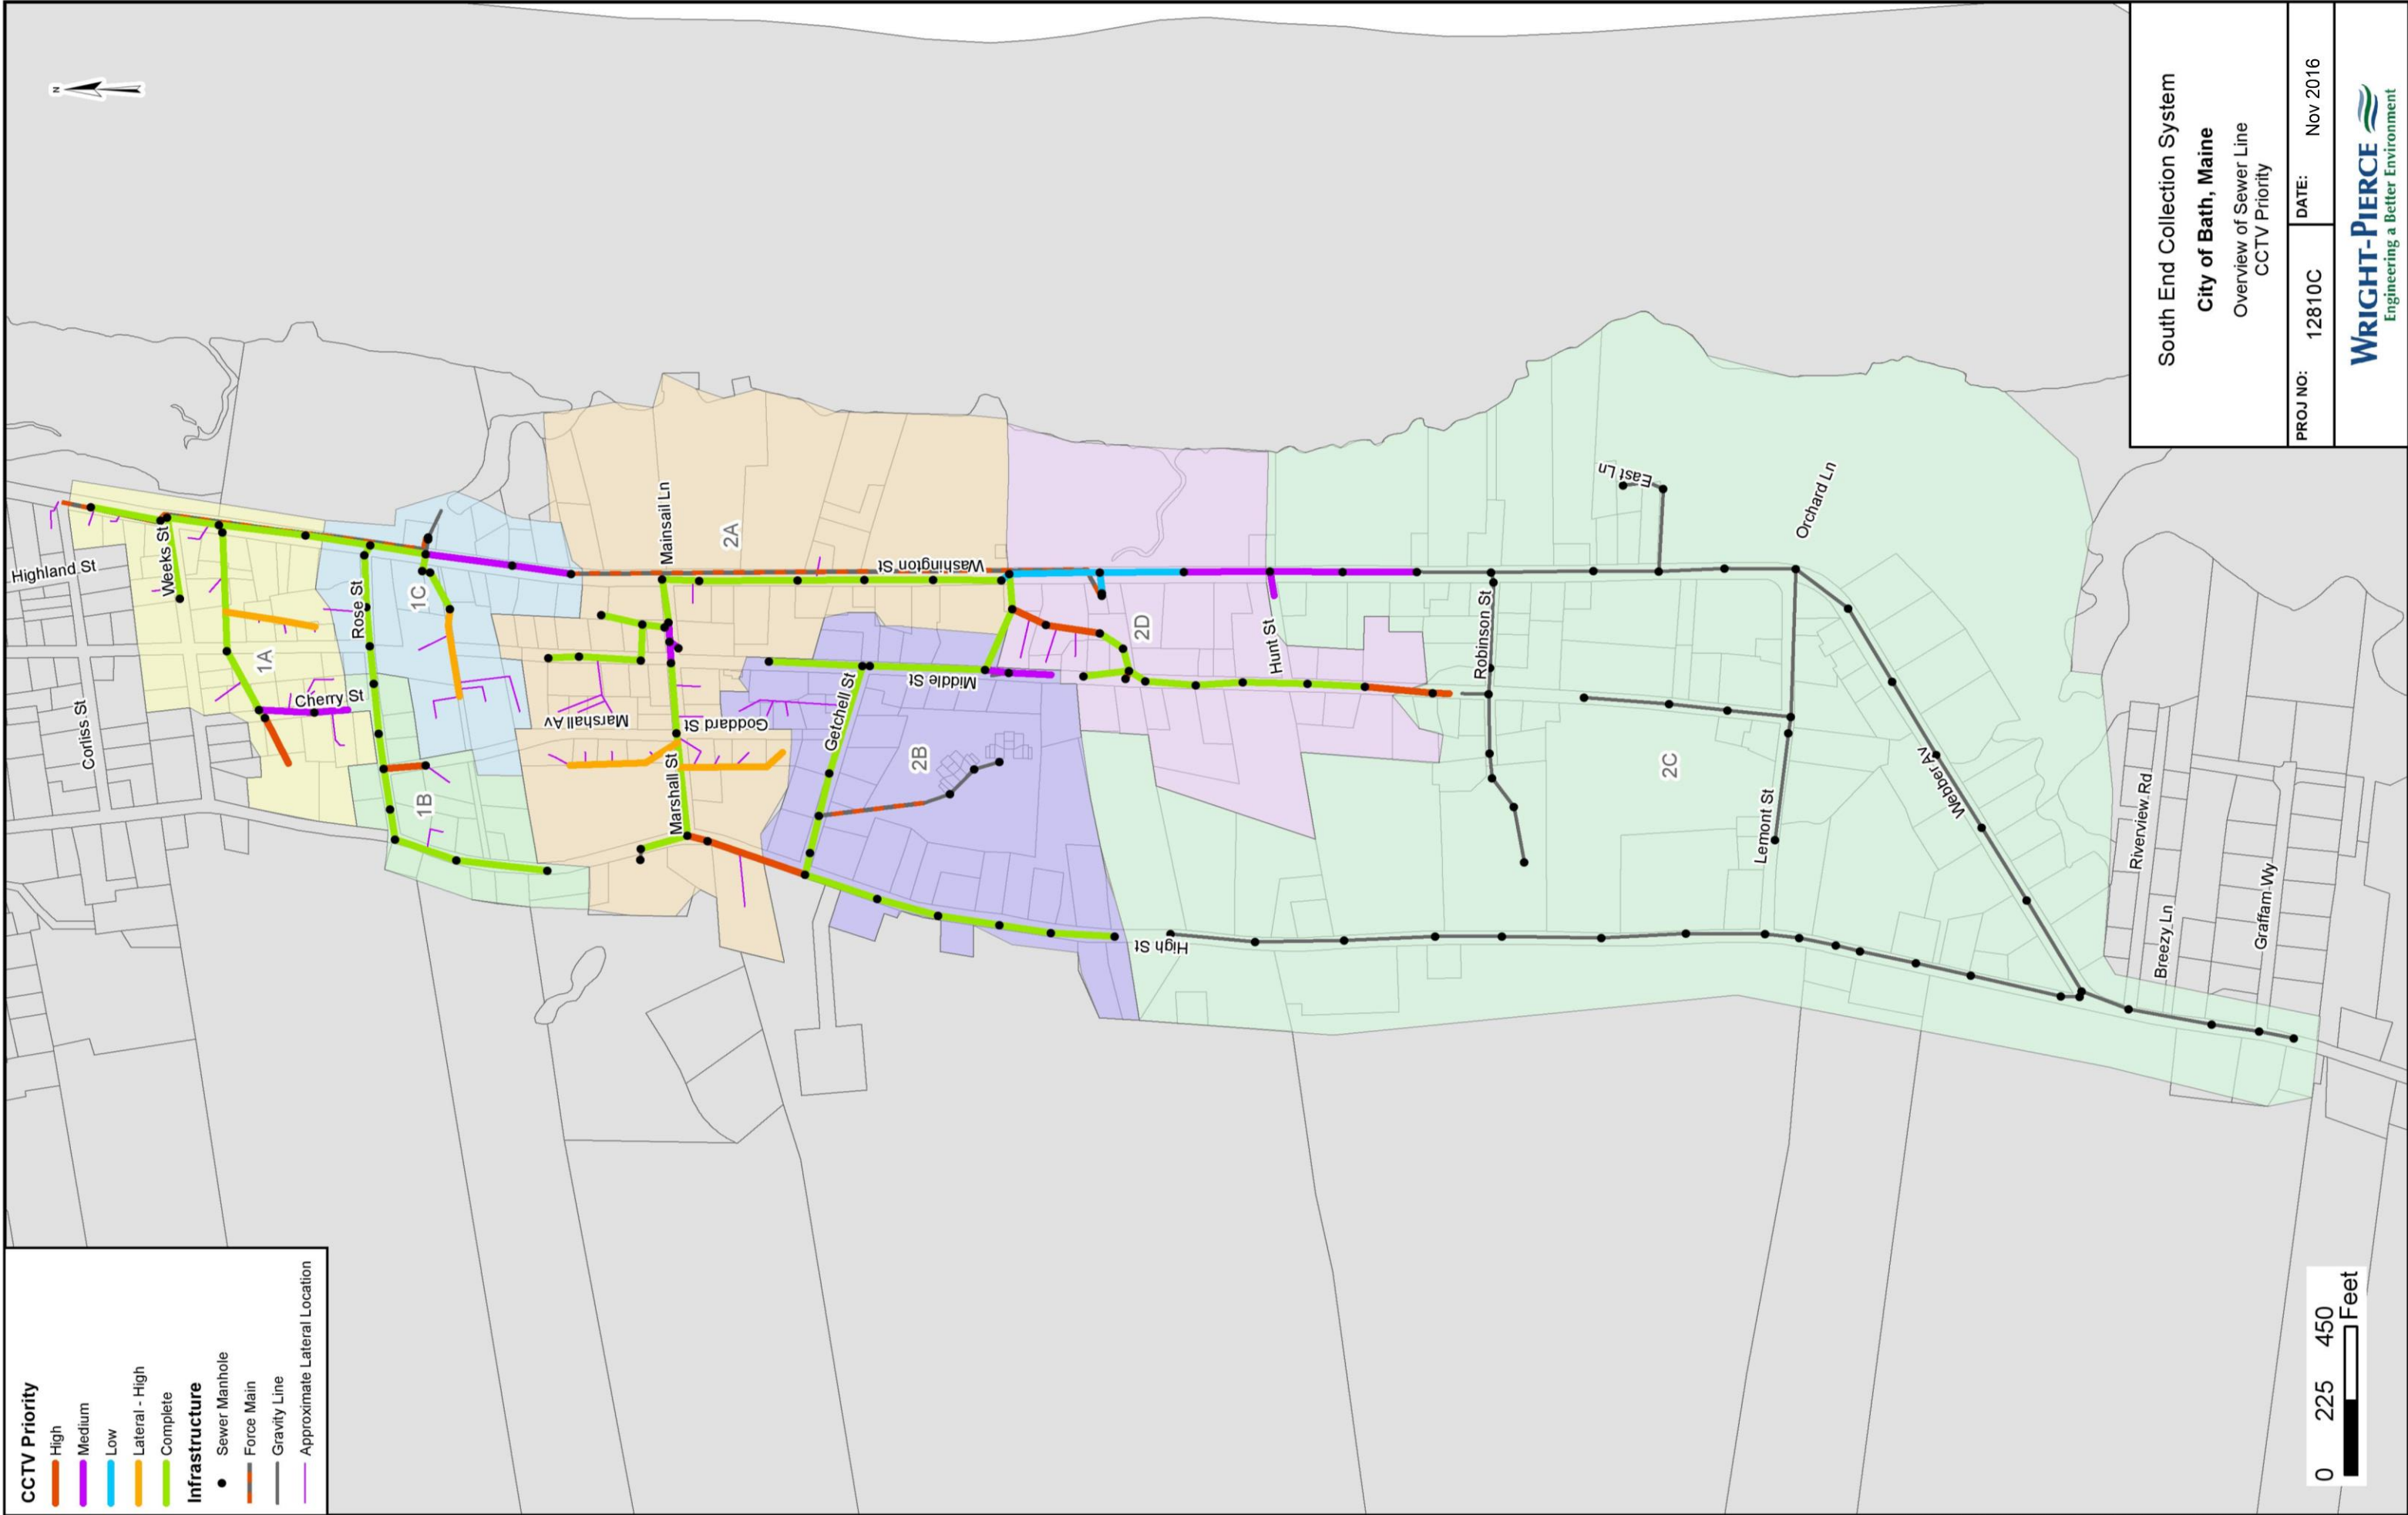 CCTV Priority
High
Medium
Low
Lateral - High
Complete
Infrastructure
Sewer Manhole
Force Main
Gravity Line
Approximate Lateral Location
N
Highland St
Corliss St
Weeks St
1A
Cherry St
Rose St
1C
1B
Mainsail Ln
2A
Marshall Av
Goddard St
Marshall St
Washington St
Getchell St
Middle St
2B
2D
Hunt St
High St
Robinson St
East Ln
2C
Orchard Ln
Lemont St
Webber Av
Riverview Rd
Breezy Ln
Graffam Wy
0 225 450
Feet
South End Collection System
City of Bath, Maine
Overview of Sewer Line
CCTV Priority
PROJ NO: 12810C
DATE: Nov 2016
WRIGHT-PIERCE
Engineering a Better Environment